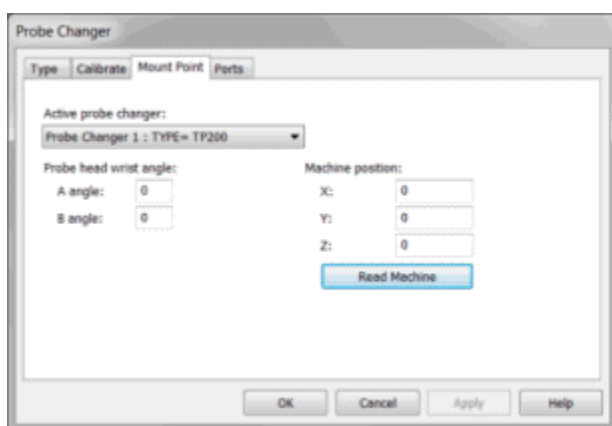 Probe Changer
Type Calibrate Mount Point Ports
Active probe changer:
Probe Changer 1 : TYPE= TP200
Probe head wrist angle: Machine position:
A angle: 0 X: 0
B angle: 0 Y: 0
Z: 0
Read Machine
OK Cancel Apply Help